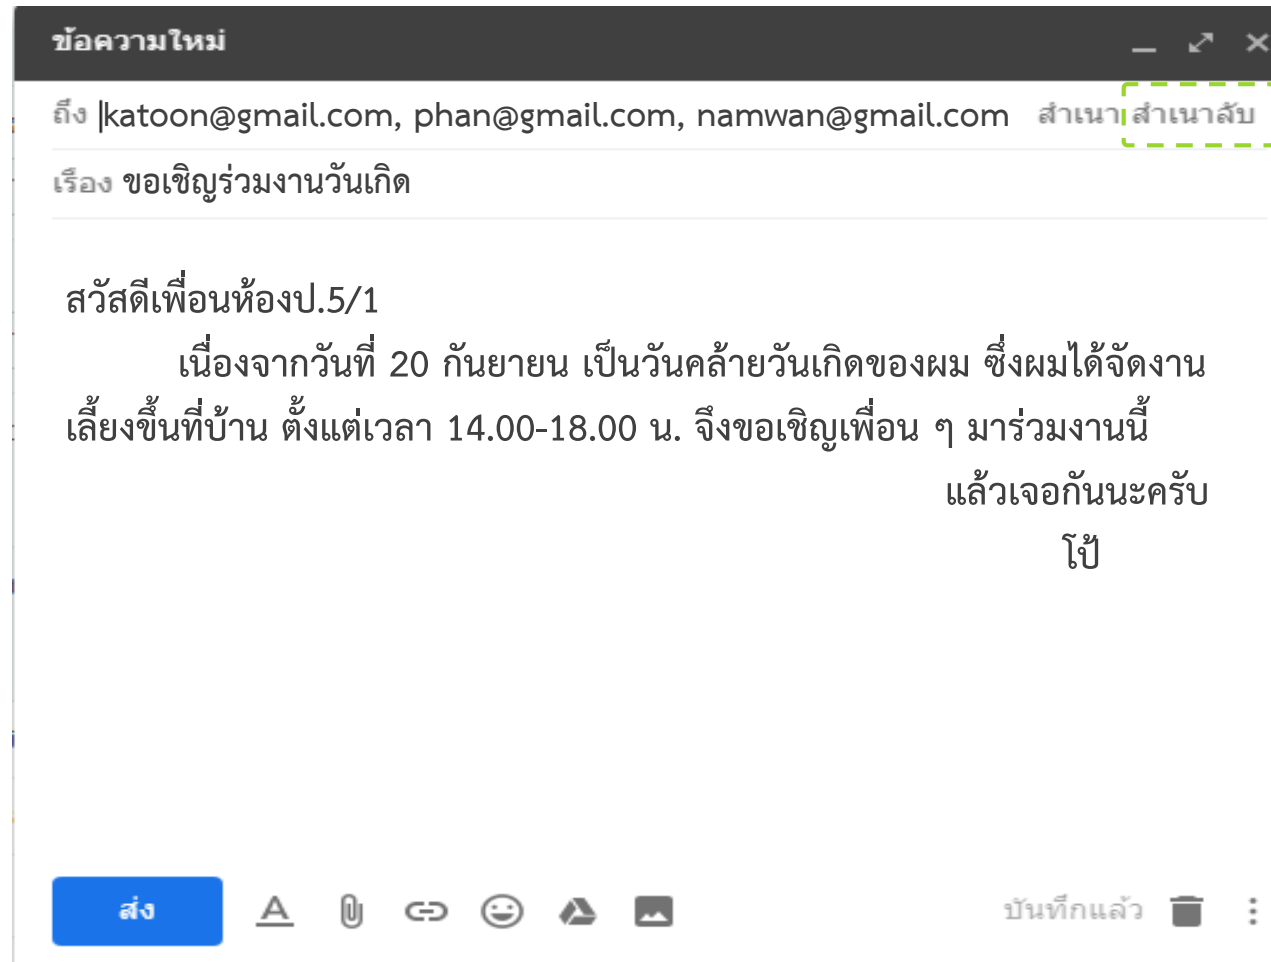 ข้อความใหม่
ถึง katoon@gmail.com, phan@gmail.com, namwan@gmail.com สำเนา สำเนาลับ
เรื่อง ขอเชิญร่วมงานวันเกิด
สวัสดีเพื่อนห้องป.5/1
เนื่องจากวันที่ 20 กันยายน เป็นวันคล้ายวันเกิดของผม ซึ่งผมได้จัดงาน
เลี้ยงขึ้นที่บ้าน ตั้งแต่เวลา 14.00-18.00 น. จึงขอเชิญเพื่อน ๆ มาร่วมงานนี้
แล้วเจอกันนะครับ
โป้
ส่ง A บันทึกแล้ว